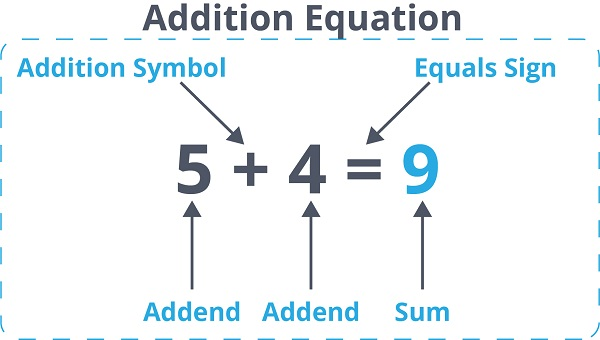 Addition Equation
Addition Symbol Equals Sign
5 + 4 = 9
Addend Addend Sum